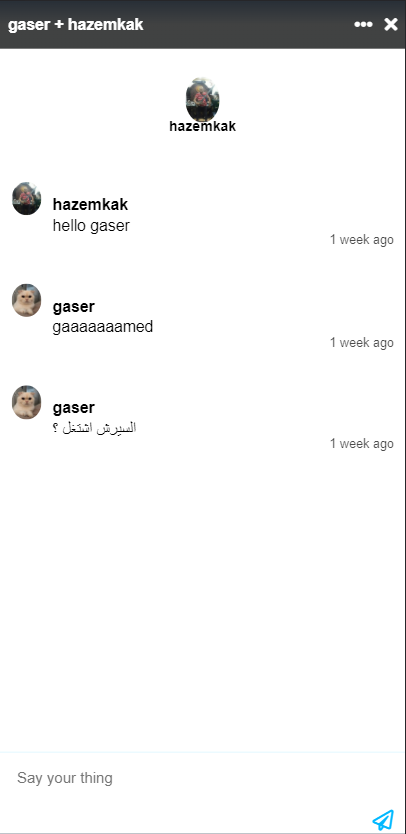 gaser + hazemkak
hazemkak
hazemkak
hello gaser
1 week ago
gaser
gaaaaaaamed
1 week ago
gaser
السيرش اشتغل ؟
1 week ago
Say your thing